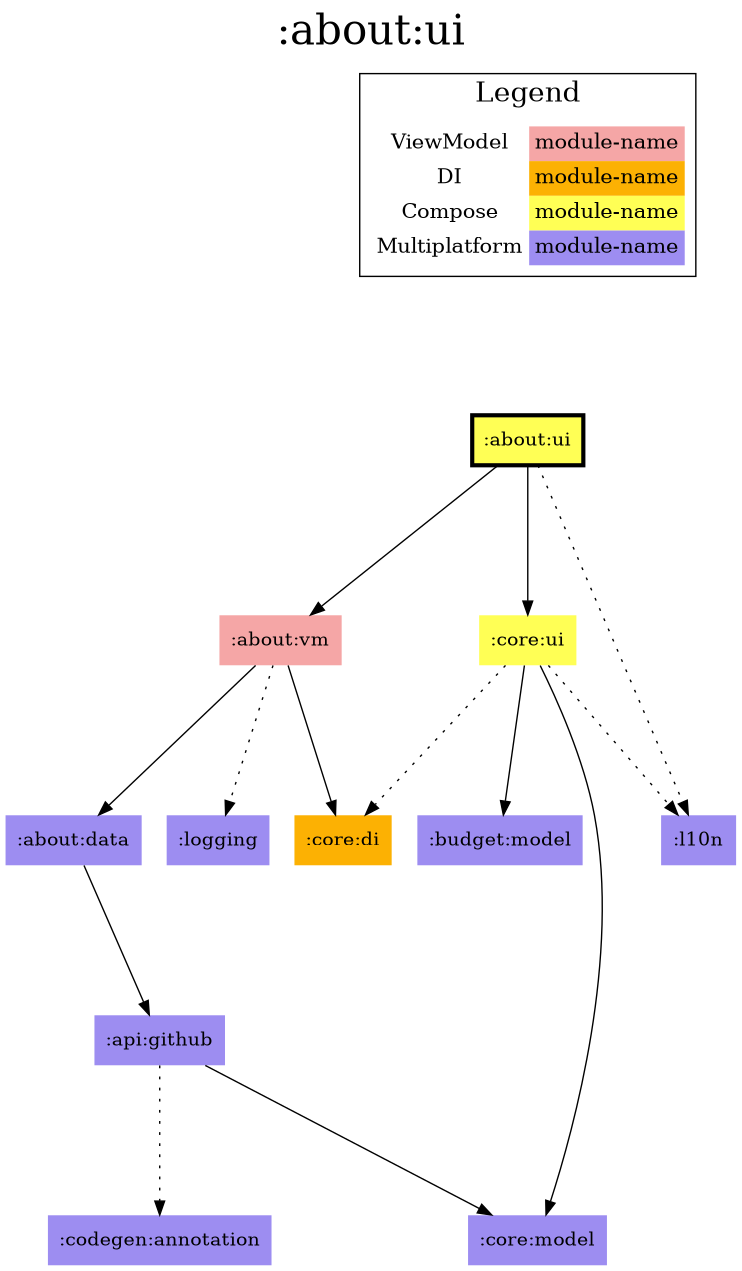 :about:ui
Legend
ViewModel module-name
DI module-name
Compose module-name
Multiplatform module-name
:about:ui
:about:vm
:core:ui
:about:data
:logging
:core:di
:budget:model
:l10n
:api:github
:codegen:annotation
:core:model